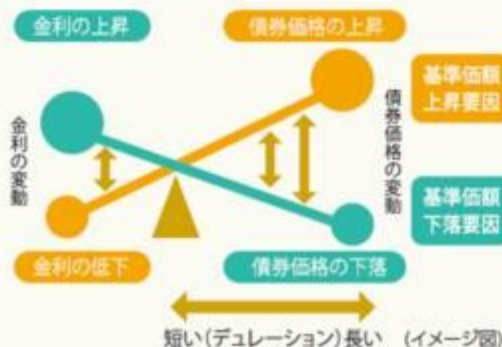 金利の上昇
債券価格の上昇
基準価額
上昇要因
金利の変動
債券価格の変動
基準価額
下落要因
金利の低下
債券価格の下落
短い(デュレーション)長い (イメージ図)